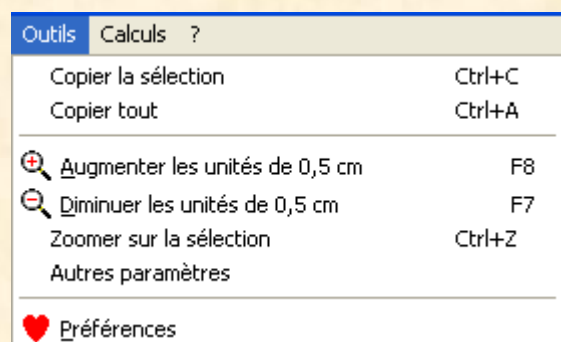 Outils Calculs ?
Copier la sélection Ctrl+C
Copier tout Ctrl+A
Augmenter les unités de 0,5 cm F8
Diminuer les unités de 0,5 cm F7
Zoomer sur la sélection Ctrl+Z
Autres paramètres
Préférences